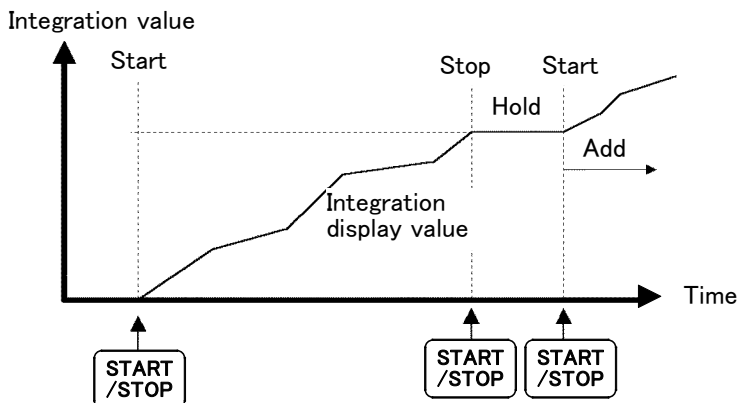 Integration value
Start
Stop
Start
Hold
Add
Integration
display value
Time
START
/STOP
START
/STOP
START
/STOP